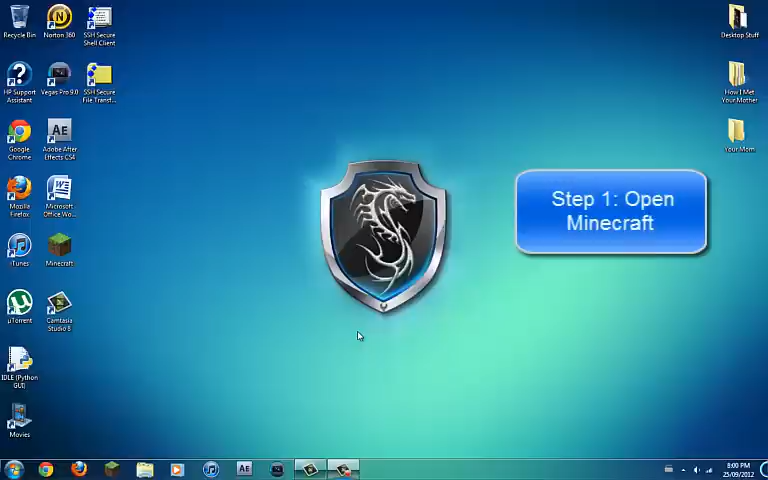 Recycle Bin
Norton 360
SSH Secure
Shell Client
HP Support
Assistant
Vegas Pro 9.0
SSH Secure
File Transf...
Google
Chrome
Adobe After
Effects CS4
Mozilla
Firefox
Microsoft
Office Wo...
iTunes
Minecraft
µTorrent
Camtasia
Studio 8
IDLE (Python
GUI)
Movies
Desktop Stuff
How I Met
Your Mother
Your Mom
Step 1: Open
Minecraft
AE
AE
8:00 PM
25/09/2012